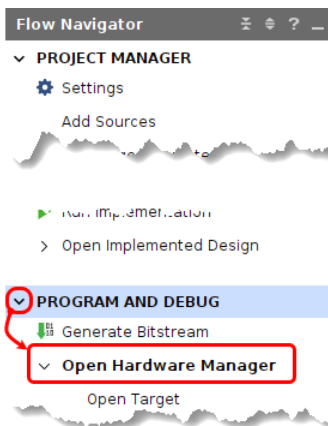 Flow Navigator ?
PROJECT MANAGER
Settings
Add Sources
Open Implemented Design
PROGRAM AND DEBUG
Generate Bitstream
Open Hardware Manager
Open Target